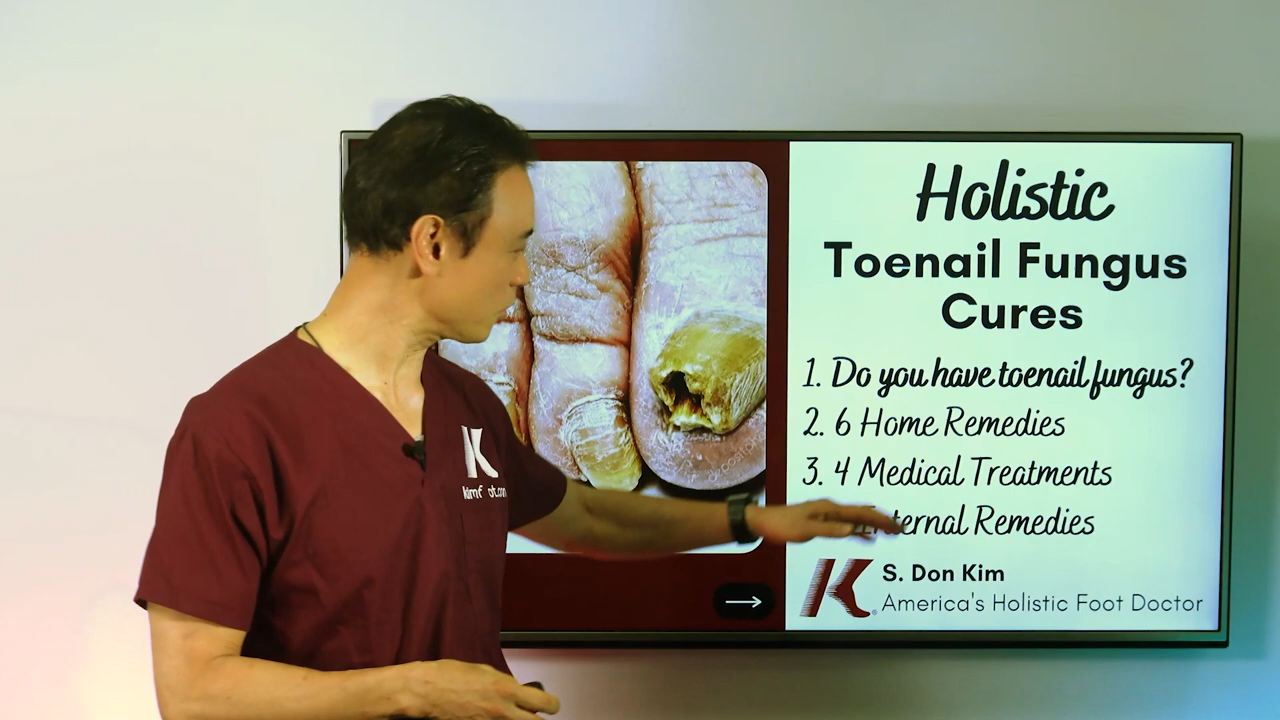 Holistic
Toenail Fungus
Cures
1. Do you have toenail fungus?
2. 6 Home Remedies
3. 4 Medical Treatments
Remedies
S. Don Kim
America's Holistic Foot Doctor
K
K